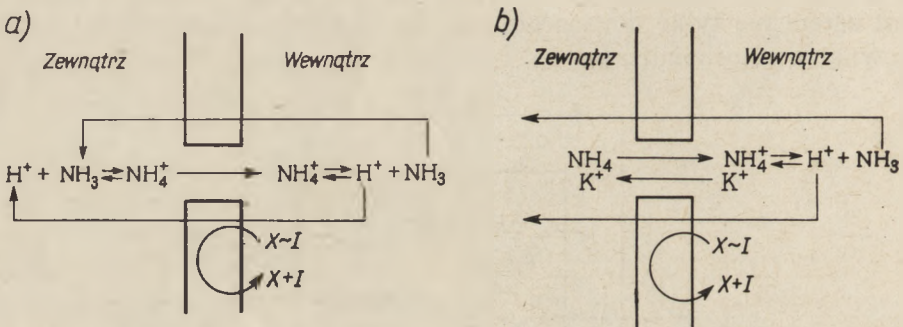 a)
Zewnątrz Wewnątrz
H⁺ + NH₃ ⇄ NH₄⁺ → NH₄⁺ ⇄ H⁺ + NH₃
X~I
X+I
b)
Zewnątrz Wewnątrz
NH₄ → NH₄⁺ ⇄ H⁺ + NH₃
K⁺ ← K⁺
X~I
X+I